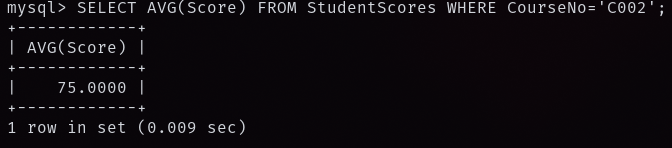 mysql> SELECT AVG(Score) FROM StudentScores WHERE CourseNo='C002';
+------------+
| AVG(Score) |
+------------+
|    75.0000 |
+------------+
1 row in set (0.009 sec)